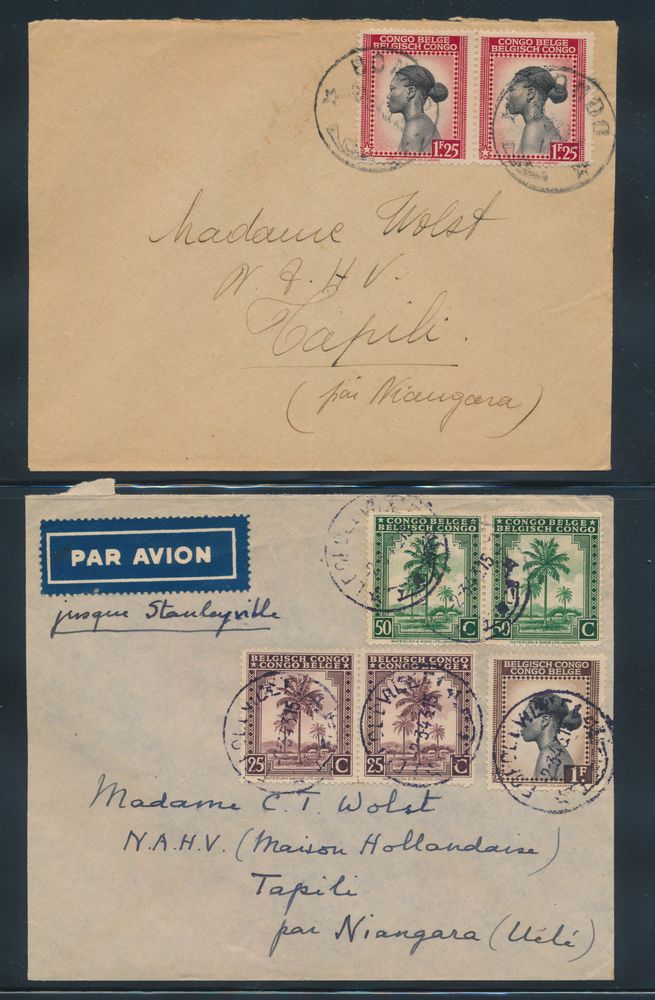 CONGO BELGE
BELGISCH CONGO
1F25
CONGO BELGE
BELGISCH CONGO
1F25
Madame Wolst
N. A. H. V.
Tapili.
(par Niangara)
PAR AVION
jusque Stanleyville
CONGO BELGE
BELGISCH CONGO
50 C
CONGO BELGE
BELGISCH CONGO
50 C
BELGISCH CONGO
CONGO BELGE
25 C
BELGISCH CONGO
CONGO BELGE
25 C
BELGISCH CONGO
CONGO BELGE
1F
Madame C. T. Wolst
N.A.H.V. (Maison Hollandaise)
Tapili
par Niangara (Uélé)